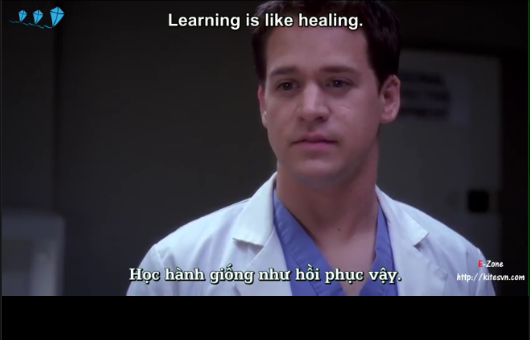 Learning is like healing.
Học hành giống như hồi phục vậy.
E-Zone
http://kitesvn.com